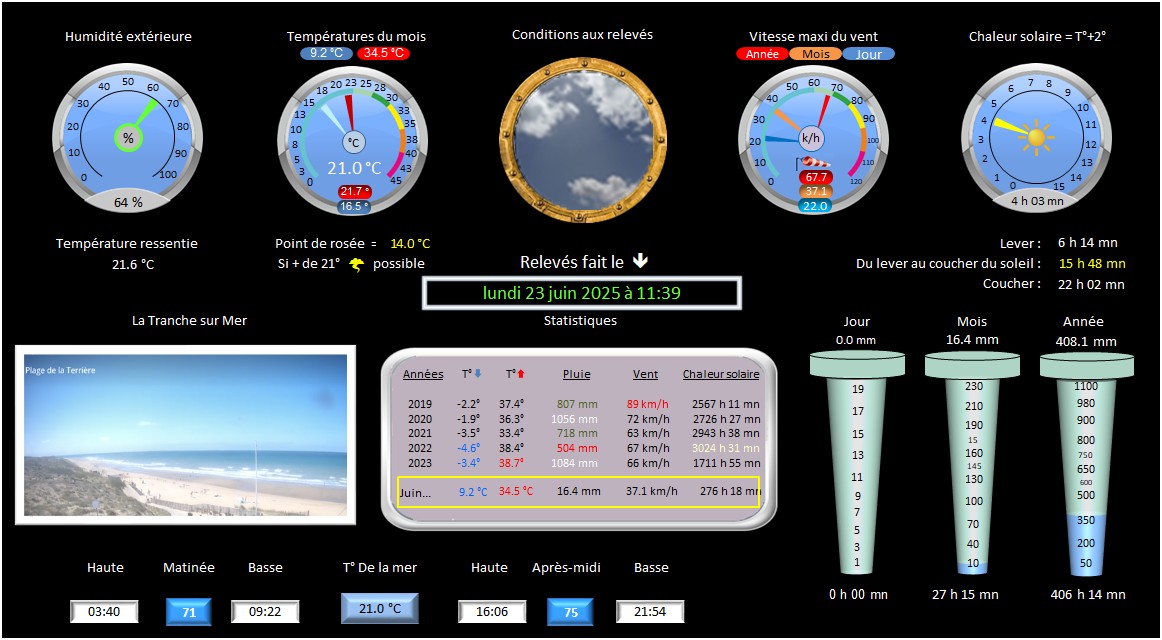 Humidité extérieure
0 10 20 30 40 50 60 70 80 90 100
%
64 %
Températures du mois
9.2 °C 34.5 °C
0 3 5 8 10 13 15 18 20 23 25 28 30 33 35 38 40 43 45
°C
21.0 °C
21.7 °
16.5 °
Conditions aux relevés
Vitesse maxi du vent
Année Mois Jour
0 10 20 30 40 50 60 70 80 90 100 110 120
k/h
67.7
37.1
22.0
Chaleur solaire = T°+2°
0 1 2 3 4 5 6 7 8 9 10 11 12 13 14 15
4 h 03 mn
Température ressentie
21.6 °C
Point de rosée = 14.0 °C
Si + de 21° possible
Relevés fait le
lundi 23 juin 2025 à 11:39
Lever : 6 h 14 mn
Du lever au coucher du soleil : 15 h 48 mn
Coucher : 22 h 02 mn
La Tranche sur Mer
Plage de la Terrière
Statistiques
Années T° T° Pluie Vent Chaleur solaire
2019 -2.2° 37.4° 807 mm 89 km/h 2567 h 11 mn
2020 -1.9° 36.3° 1056 mm 72 km/h 2726 h 27 mn
2021 -3.5° 33.4° 718 mm 63 km/h 2943 h 38 mn
2022 -4.6° 38.4° 504 mm 67 km/h 3024 h 31 mn
2023 -3.4° 38.7° 1084 mm 66 km/h 1711 h 55 mn
Juin... 9.2 °C 34.5 °C 16.4 mm 37.1 km/h 276 h 18 mn
Jour
0.0 mm
19
17
15
13
11
9
7
5
3
1
0 h 00 mn
Mois
16.4 mm
230
210
190
15
160
145
130
100
70
40
10
27 h 15 mn
Année
408.1 mm
1100
980
900
800
750
650
600
500
350
200
50
406 h 14 mn
Haute Matinée Basse
03:40 71 09:22
T° De la mer
21.0 °C
Haute Après-midi Basse
16:06 75 21:54